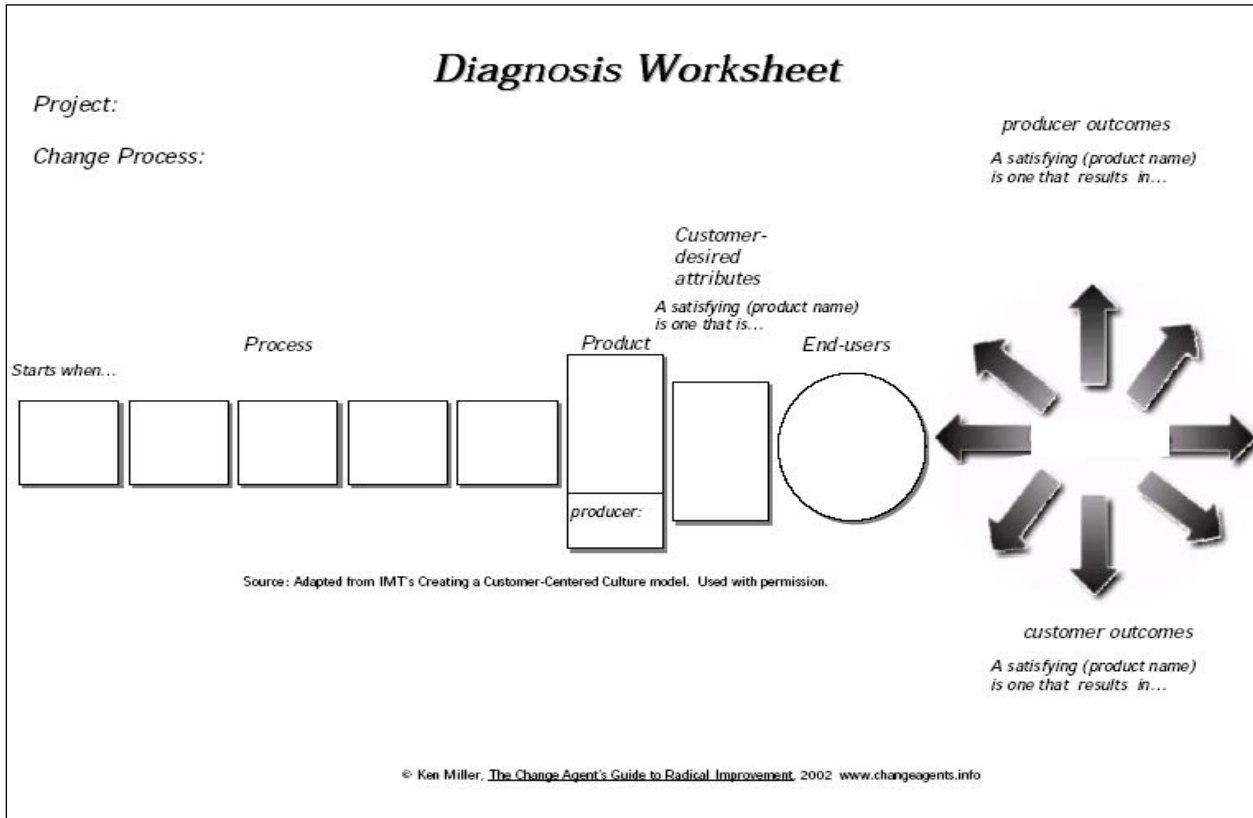 Diagnosis Worksheet
Project:
Change Process:
producer outcomes
A satisfying (product name)
is one that results in...
Customer-
desired
attributes
A satisfying (product name)
is one that is...
Process
Product
End-users
Starts when...
producer:
Source: Adapted from IMT's Creating a Customer-Centered Culture model. Used with permission.
customer outcomes
A satisfying (product name)
is one that results in...
© Ken Miller, The Change Agent's Guide to Radical Improvement, 2002 www.changeagents.info